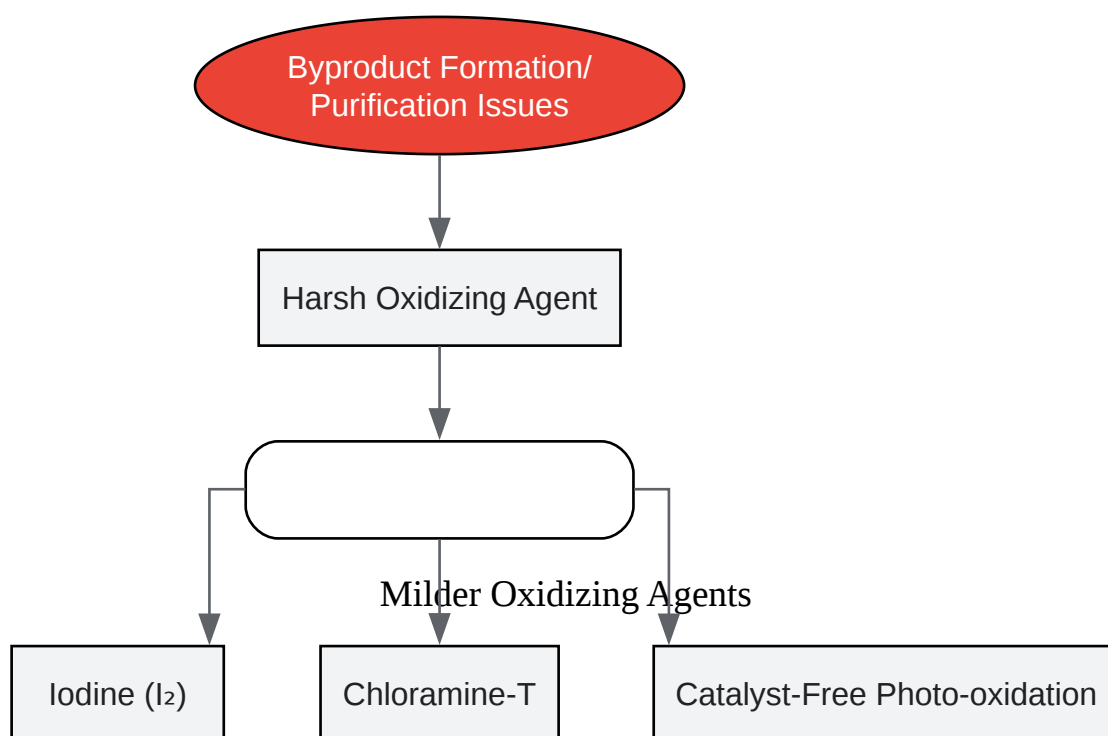 Byproduct Formation/
Purification Issues
Harsh Oxidizing Agent
Milder Oxidizing Agents
Iodine (I₂)
Chloramine-T
Catalyst-Free Photo-oxidation